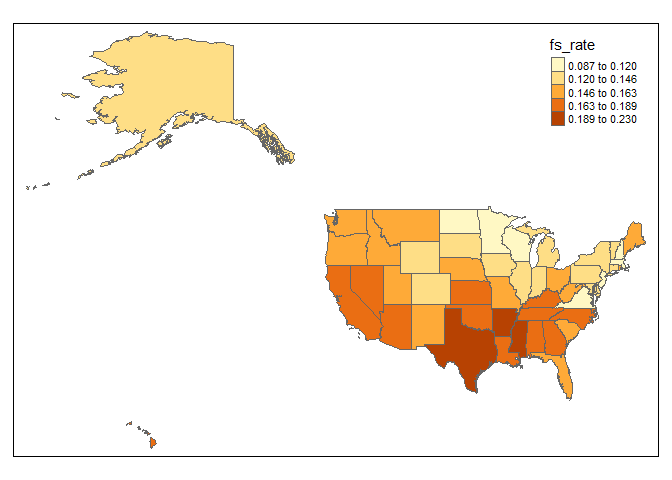 fs_rate
0.087 to 0.120
0.120 to 0.146
0.146 to 0.163
0.163 to 0.189
0.189 to 0.230